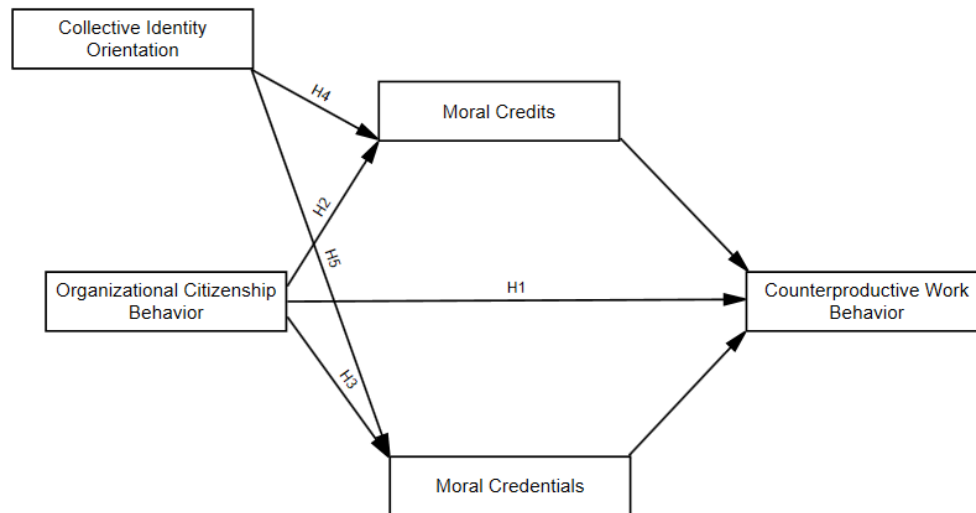 Collective Identity
Orientation
H4
Moral Credits
H2
H5
Organizational Citizenship
Behavior
H1
Counterproductive Work
Behavior
H3
Moral Credentials